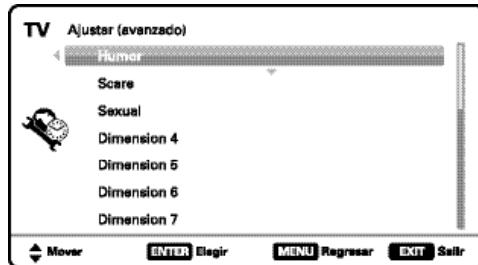 TV Ajustar (avanzado)
Humor
Scare
Sexual
Dimension 4
Dimension 5
Dimension 6
Dimension 7
Mover ENTER Elegir MENU Regresar EXIT Salir